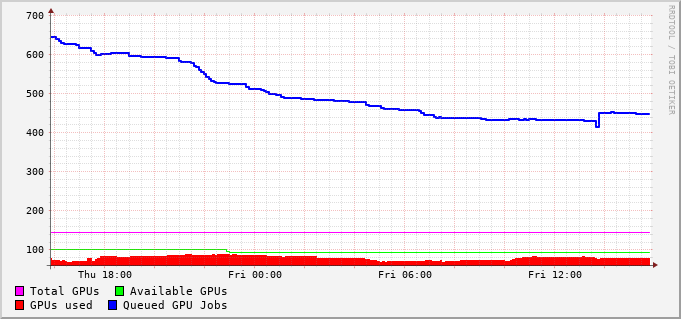 700
600
500
400
300
200
100
Thu 18:00 Fri 00:00 Fri 06:00 Fri 12:00
Total GPUs Available GPUs
GPUs used Queued GPU Jobs
RRDTOOL / TOBI OETIKER